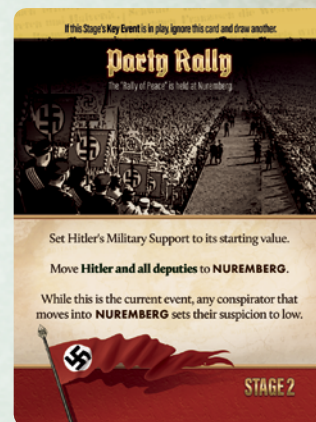 If this Stage's Key Event is in play, ignore this card and draw another.
Party Rally
The "Rally of Peace" is held at Nuremberg
Set Hitler's Military Support to its starting value.
Move Hitler and all deputies to NUREMBERG.
While this is the current event, any conspirator that
moves into NUREMBERG sets their suspicion to low.
STAGE 2